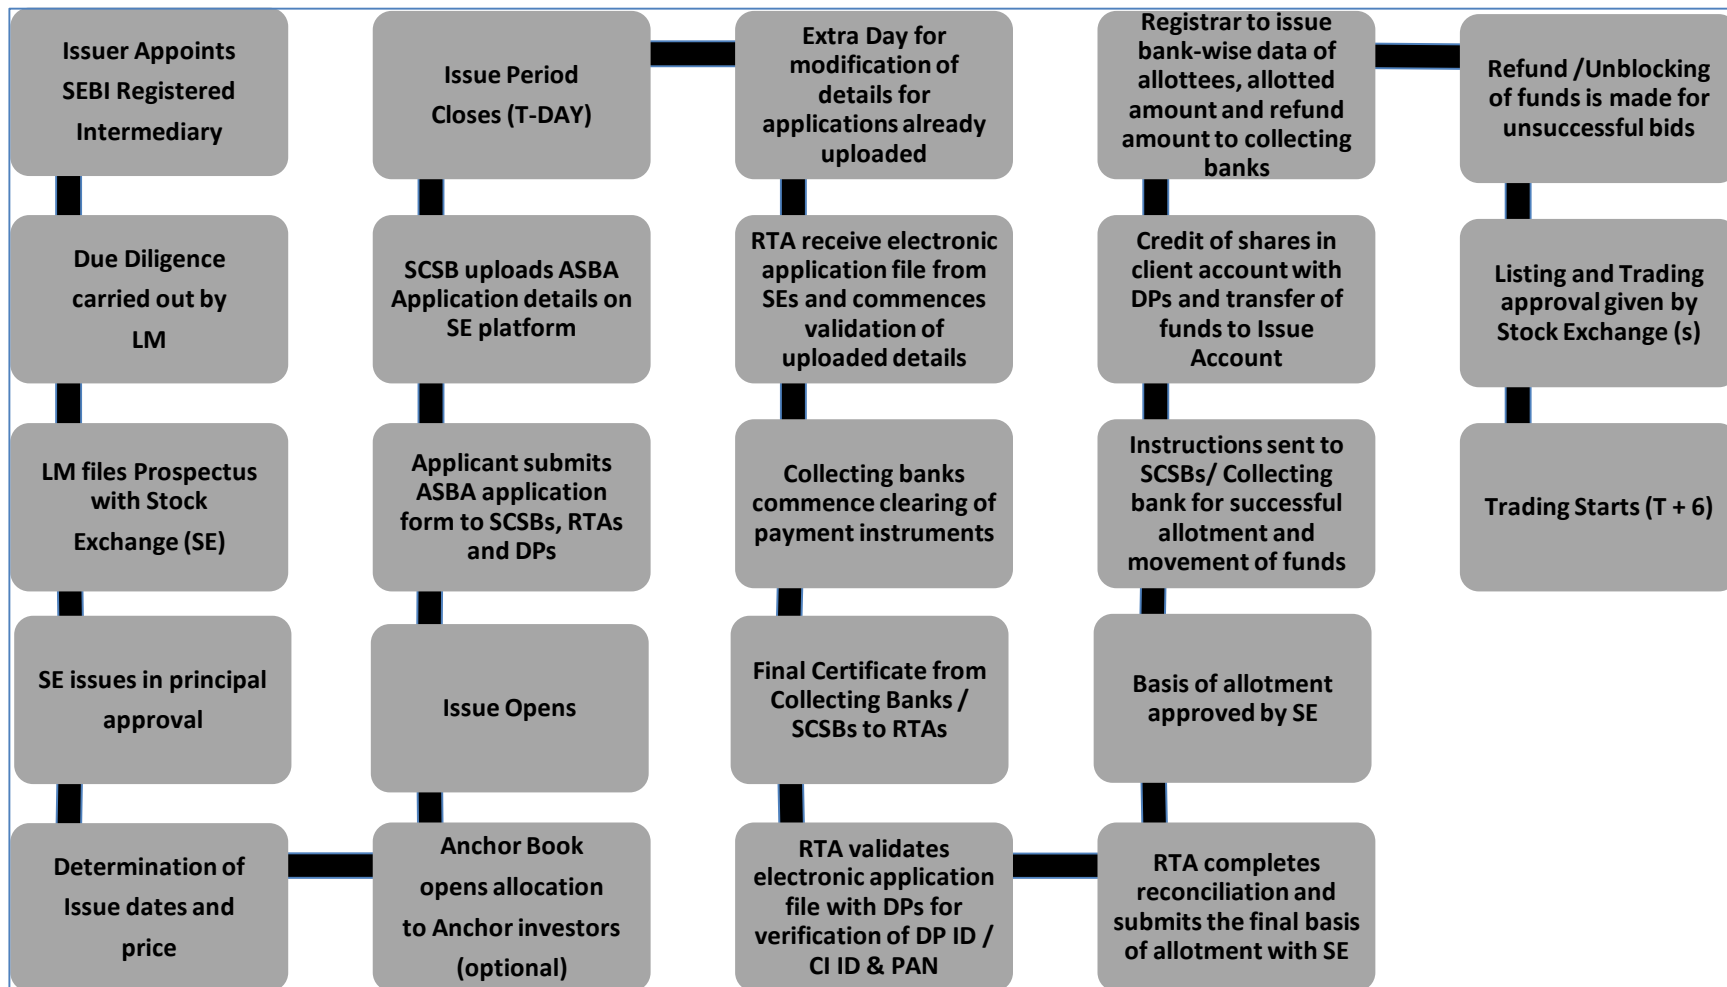 Issuer Appoints
SEBI Registered
Intermediary
Due Diligence
carried out by
LM
LM files Prospectus
with Stock
Exchange (SE)
SE issues in principal
approval
Determination of
Issue dates and
price
Anchor Book
opens allocation
to Anchor investors
(optional)
Issue Opens
Applicant submits
ASBA application
form to SCSBs, RTAs
and DPs
SCSB uploads ASBA
Application details on
SE platform
Issue Period
Closes (T-DAY)
Extra Day for
modification of
details for
applications already
uploaded
RTA receive electronic
application file from
SEs and commences
validation of
uploaded details
Collecting banks
commence clearing of
payment instruments
Final Certificate from
Collecting Banks /
SCSBs to RTAs
RTA validates
electronic application
file with DPs for
verification of DP ID /
CI ID & PAN
RTA completes
reconciliation and
submits the final basis
of allotment with SE
Basis of allotment
approved by SE
Instructions sent to
SCSBs/ Collecting
bank for successful
allotment and
movement of funds
Credit of shares in
client account with
DPs and transfer of
funds to Issue
Account
Registrar to issue
bank-wise data of
allottees, allotted
amount and refund
amount to collecting
banks
Refund /Unblocking
of funds is made for
unsuccessful bids
Listing and Trading
approval given by
Stock Exchange (s)
Trading Starts (T + 6)